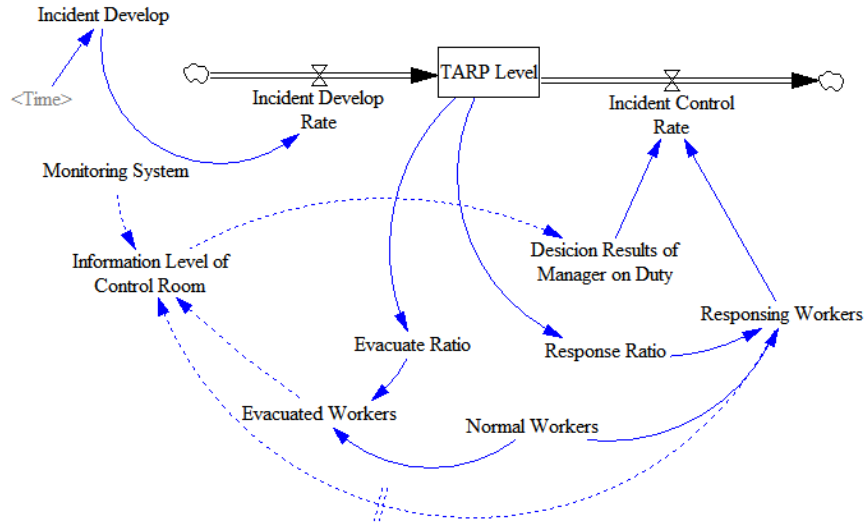 Incident Develop
<Time>
TARP Level
Incident Develop
Rate
Incident Control
Rate
Monitoring System
Information Level of
Control Room
Desicion Results of
Manager on Duty
Responsing Workers
Evacuate Ratio
Response Ratio
Evacuated Workers
Normal Workers